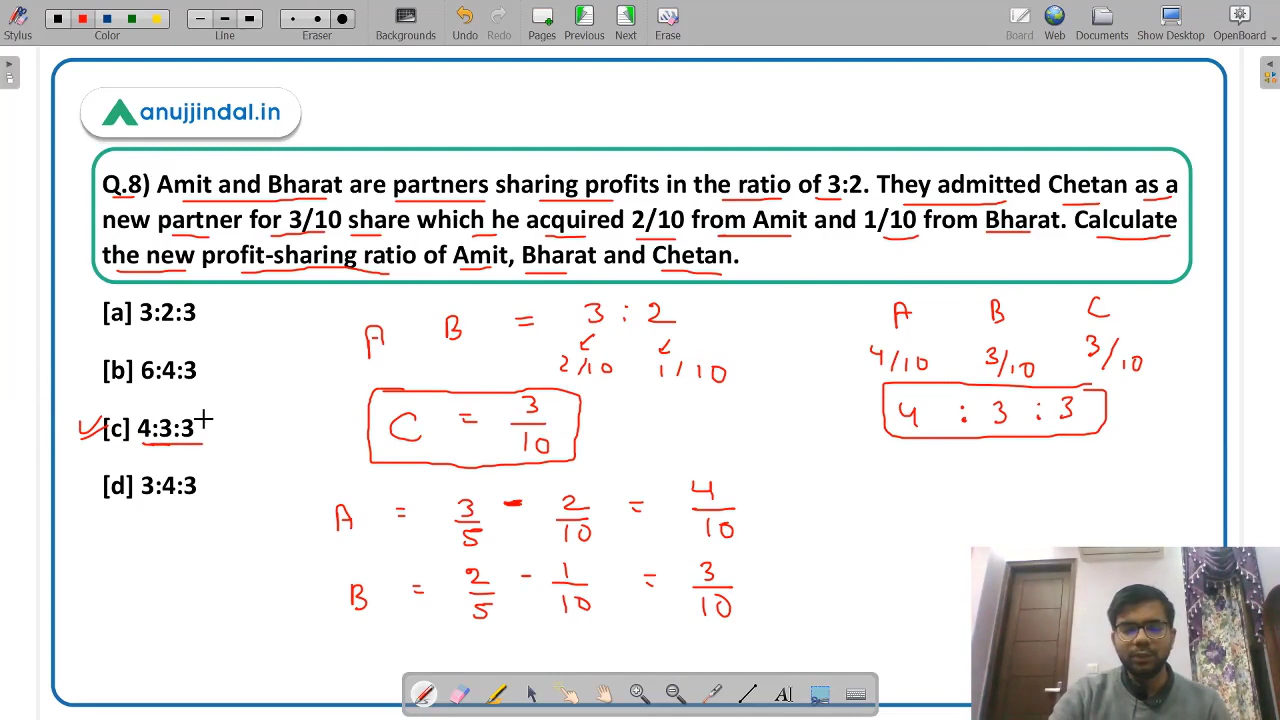 Stylus
Color
Line
Eraser
Backgrounds
Undo
Redo
Pages
Previous
Next
Erase
Board
Web
Documents
Show Desktop
OpenBoard
anujjindal.in
Q.8) Amit and Bharat are partners sharing profits in the ratio of 3:2. They admitted Chetan as a
new partner for 3/10 share which he acquired 2/10 from Amit and 1/10 from Bharat. Calculate
the new profit-sharing ratio of Amit, Bharat and Chetan.
[a] 3:2:3
[b] 6:4:3
[c] 4:3:3
[d] 3:4:3
A B = 3 : 2
2/10 1/10
C = 3/10
A = 3/5 - 2/10 = 4/10
B = 2/5 - 1/10 = 3/10
A B C
4/10 3/10 3/10
4 : 3 : 3
AI